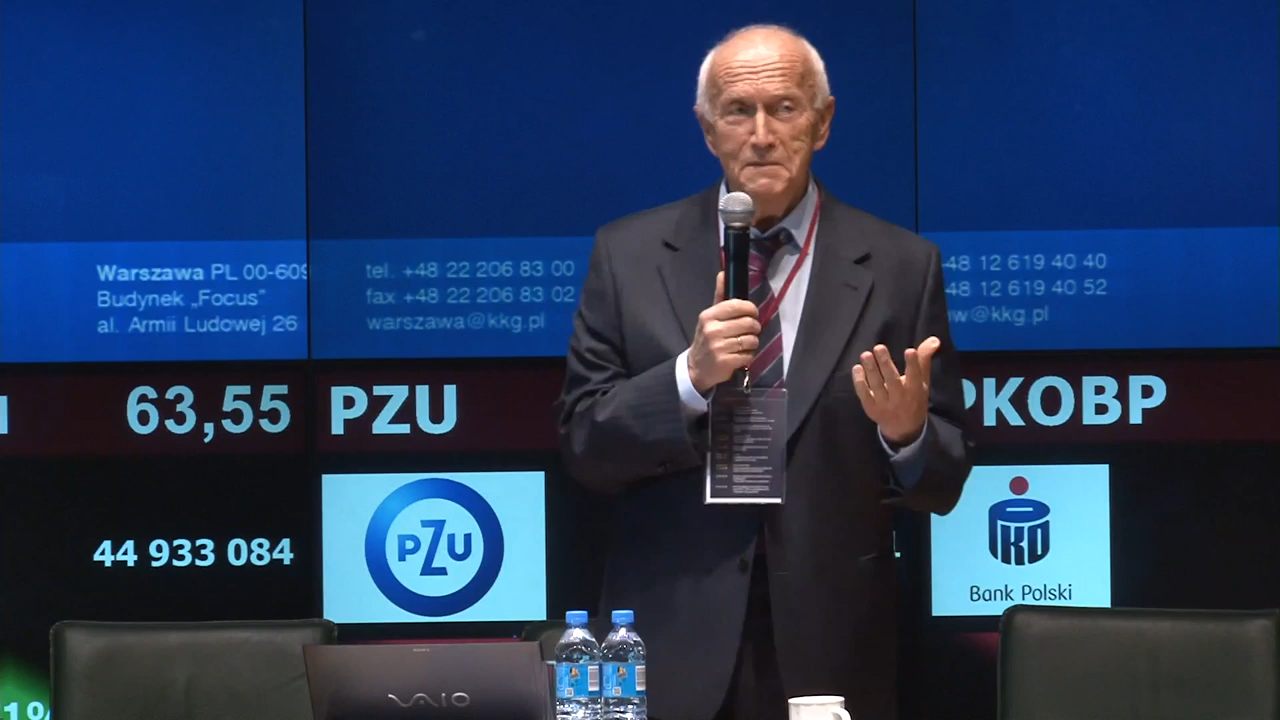 Warszawa PL 00-609
Budynek „Focus”
al. Armii Ludowej 26
tel. +48 22 206 83 00
fax +48 22 206 83 02
warszawa@kkg.pl
48 12 619 40 40
48 12 619 40 52
w@kkg.pl
63,55
PZU
PKOBP
44 933 084
PZU
PKO
Bank Polski
VAIO